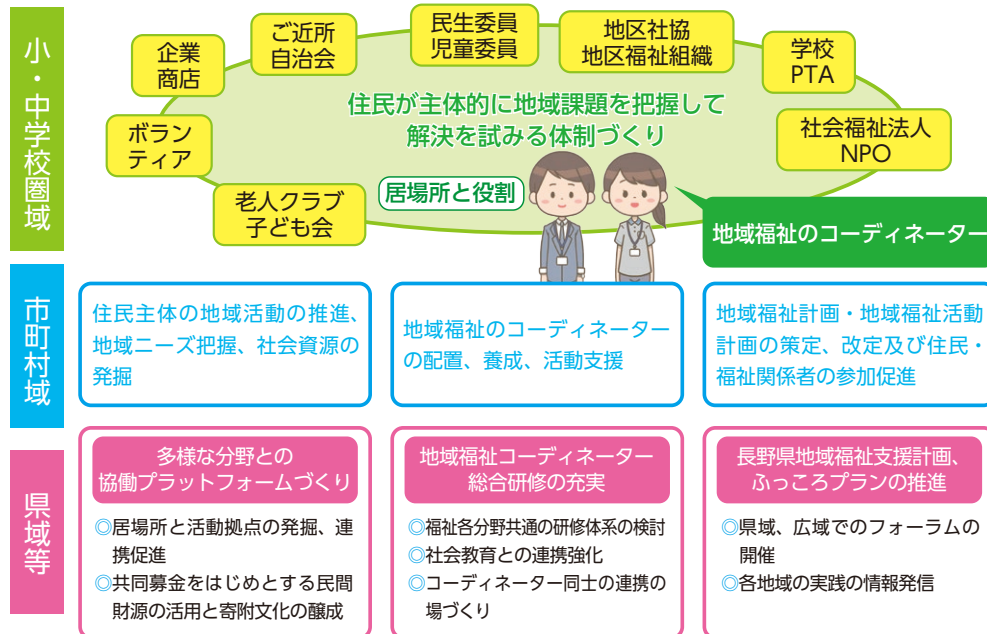 小・中学校圏域
企業
商店
ご近所
自治会
民生委員
児童委員
地区社協
地区福祉組織
学校
PTA
ボラン
ティア
住民が主体的に地域課題を把握して
解決を試みる体制づくり
社会福祉法人
NPO
老人クラブ
子ども会
居場所と役割
地域福祉のコーディネーター
市町村域
住民主体の地域活動の推進、
地域ニーズ把握、社会資源の
発掘
地域福祉のコーディネーター
の配置、養成、活動支援
地域福祉計画・地域福祉活動
計画の策定、改定及び住民・
福祉関係者の参加促進
県域等
多様な分野との
協働プラットフォームづくり
◎居場所と活動拠点の発掘、連
携促進
◎共同募金をはじめとする民間
財源の活用と寄附文化の醸成
地域福祉コーディネーター
総合研修の充実
◎福祉各分野共通の研修体系の検討
◎社会教育との連携強化
◎コーディネーター同士の連携の
場づくり
長野県地域福祉支援計画、
ふっころプランの推進
◎県域、広域でのフォーラムの
開催
◎各地域の実践の情報発信